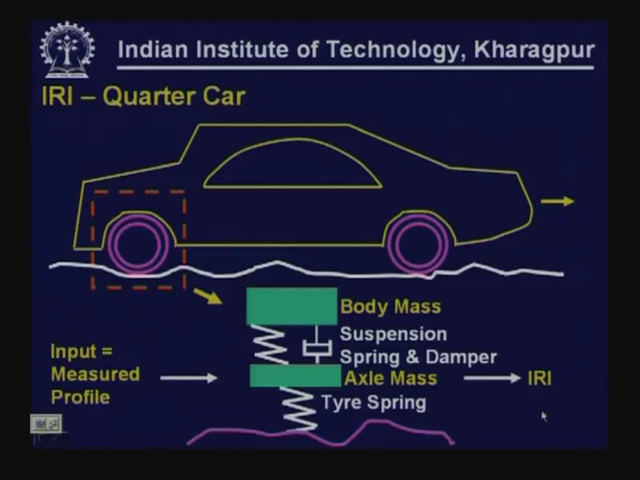 Indian Institute of Technology, Kharagpur
IRI – Quarter Car
Body Mass
Suspension
Spring & Damper
Input =
Measured
Profile
Axle Mass
IRI
Tyre Spring